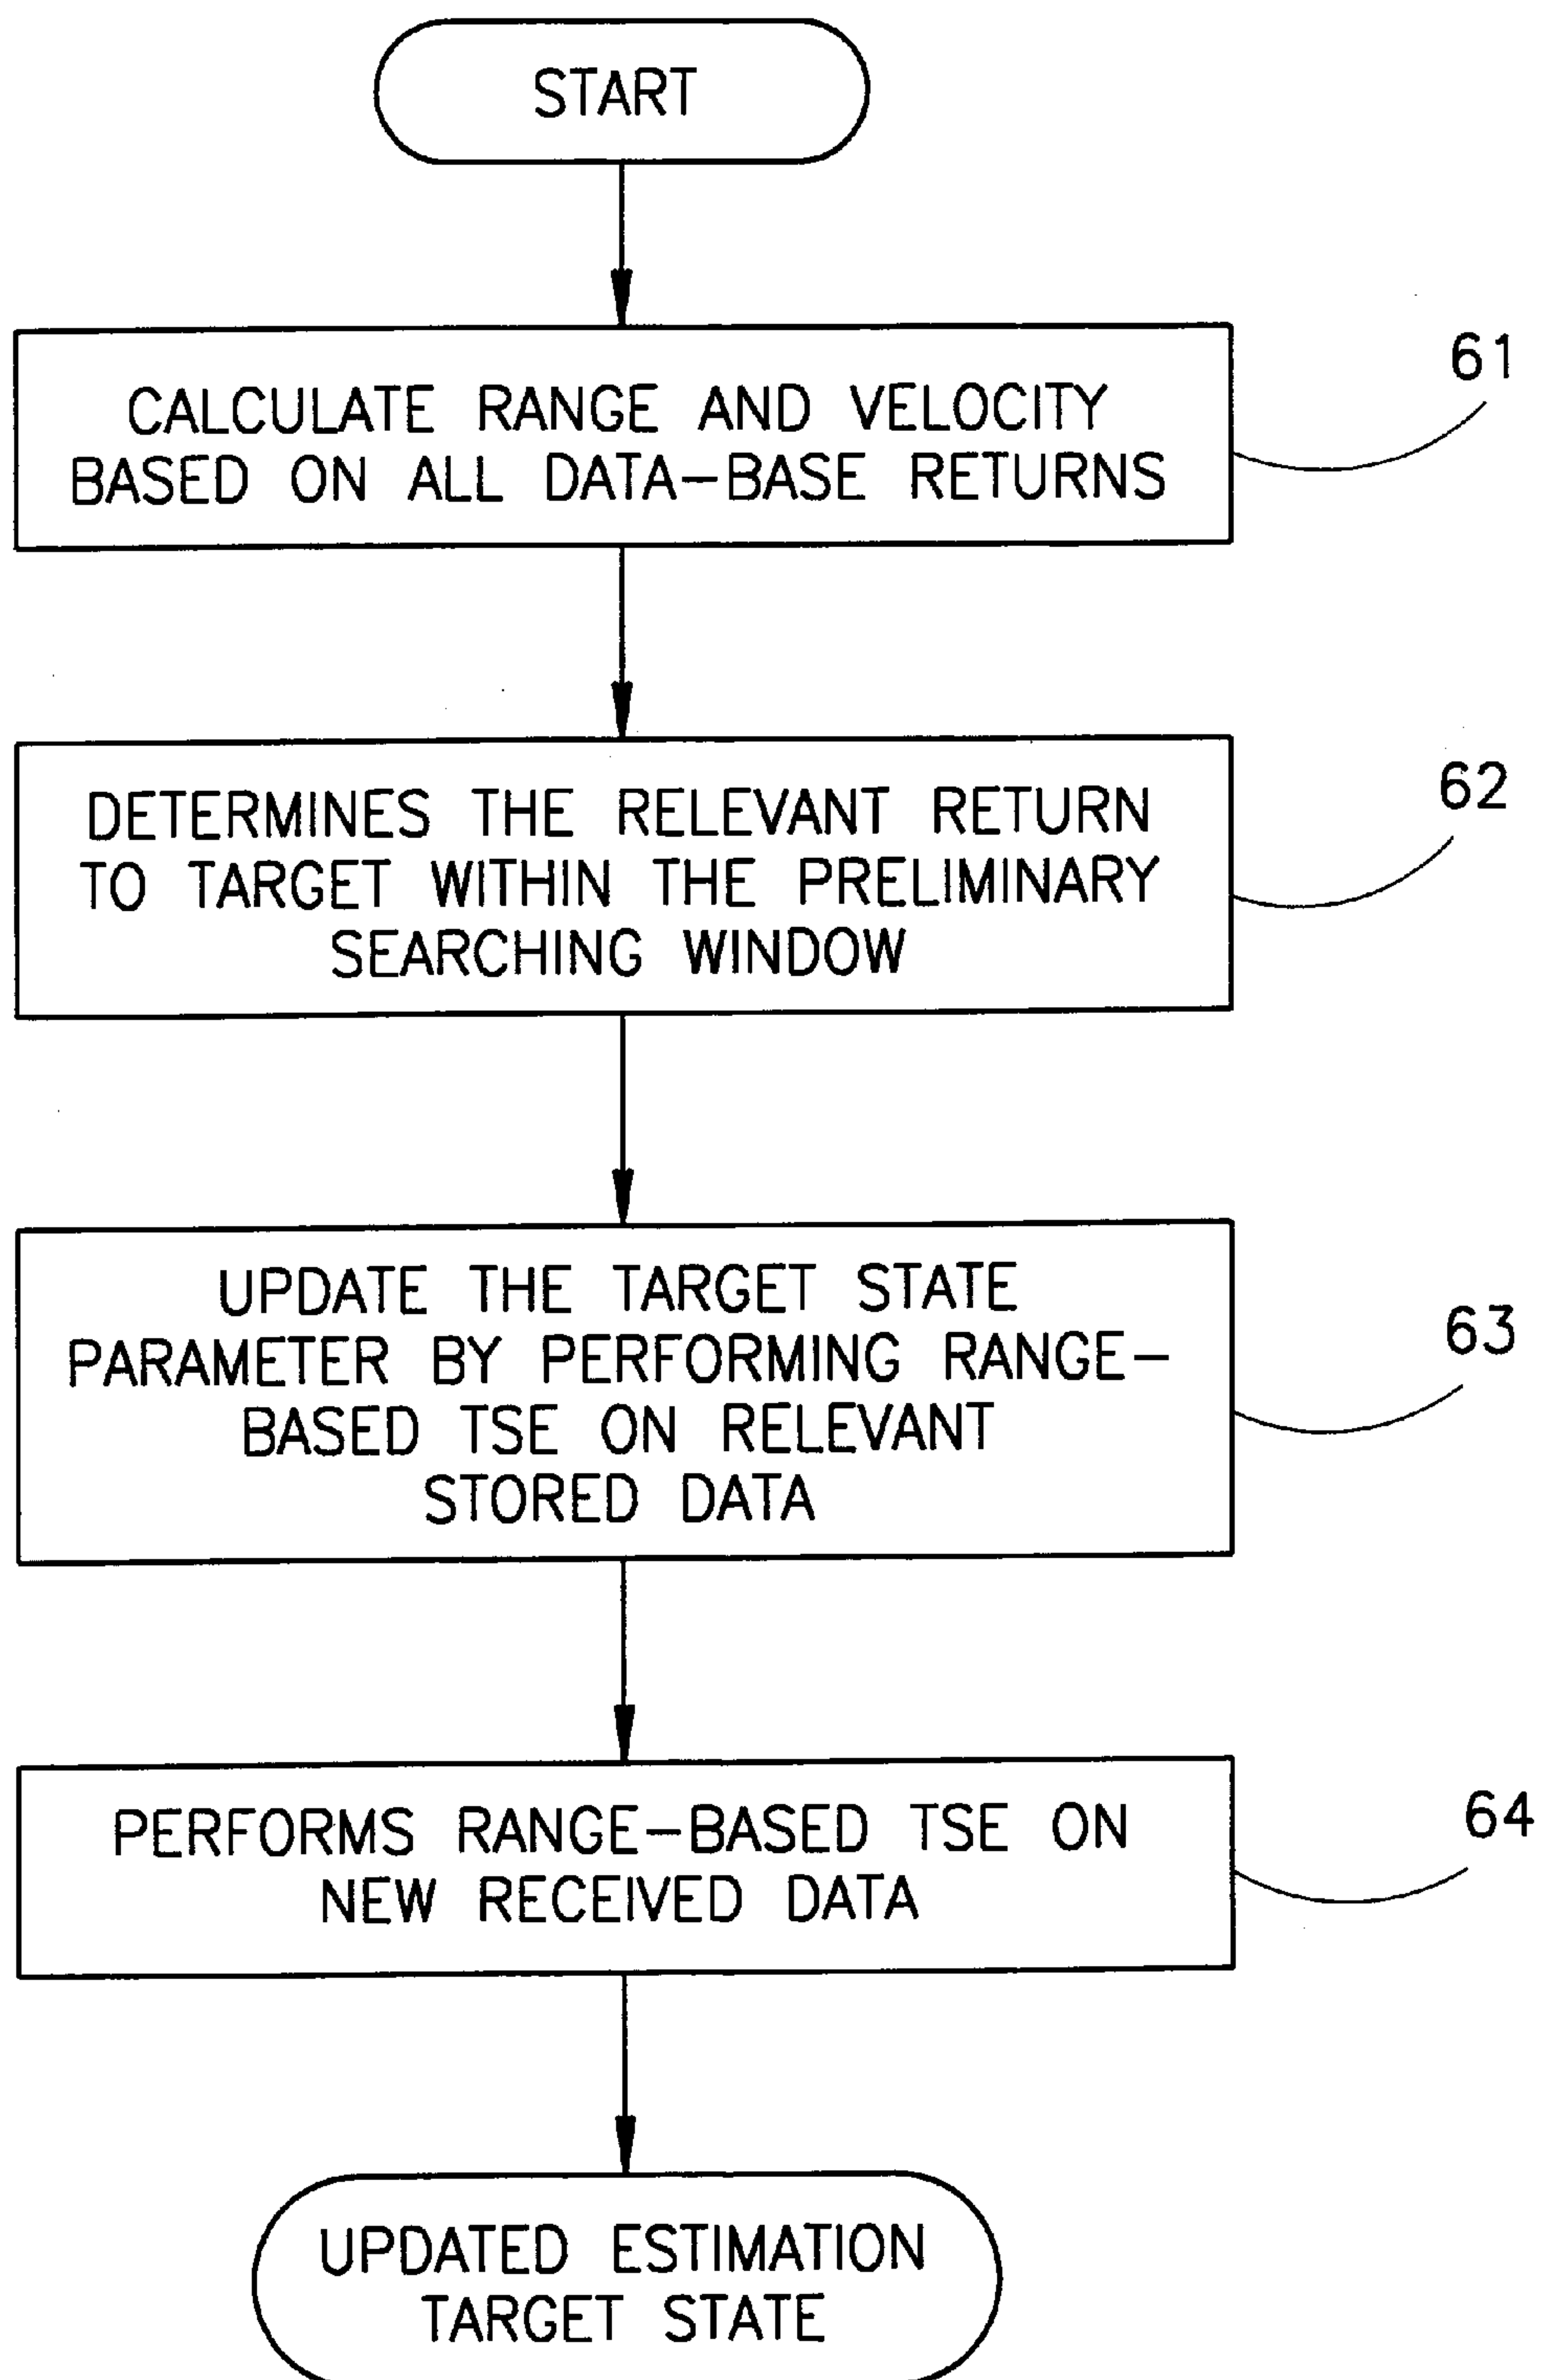 START
CALCULATE RANGE AND VELOCITY
BASED ON ALL DATA-BASE RETURNS
61
DETERMINES THE RELEVANT RETURN
TO TARGET WITHIN THE PRELIMINARY
SEARCHING WINDOW
62
UPDATE THE TARGET STATE
PARAMETER BY PERFORMING RANGE-
BASED TSE ON RELEVANT
STORED DATA
63
PERFORMS RANGE-BASED TSE ON
NEW RECEIVED DATA
64
UPDATED ESTIMATION
TARGET STATE